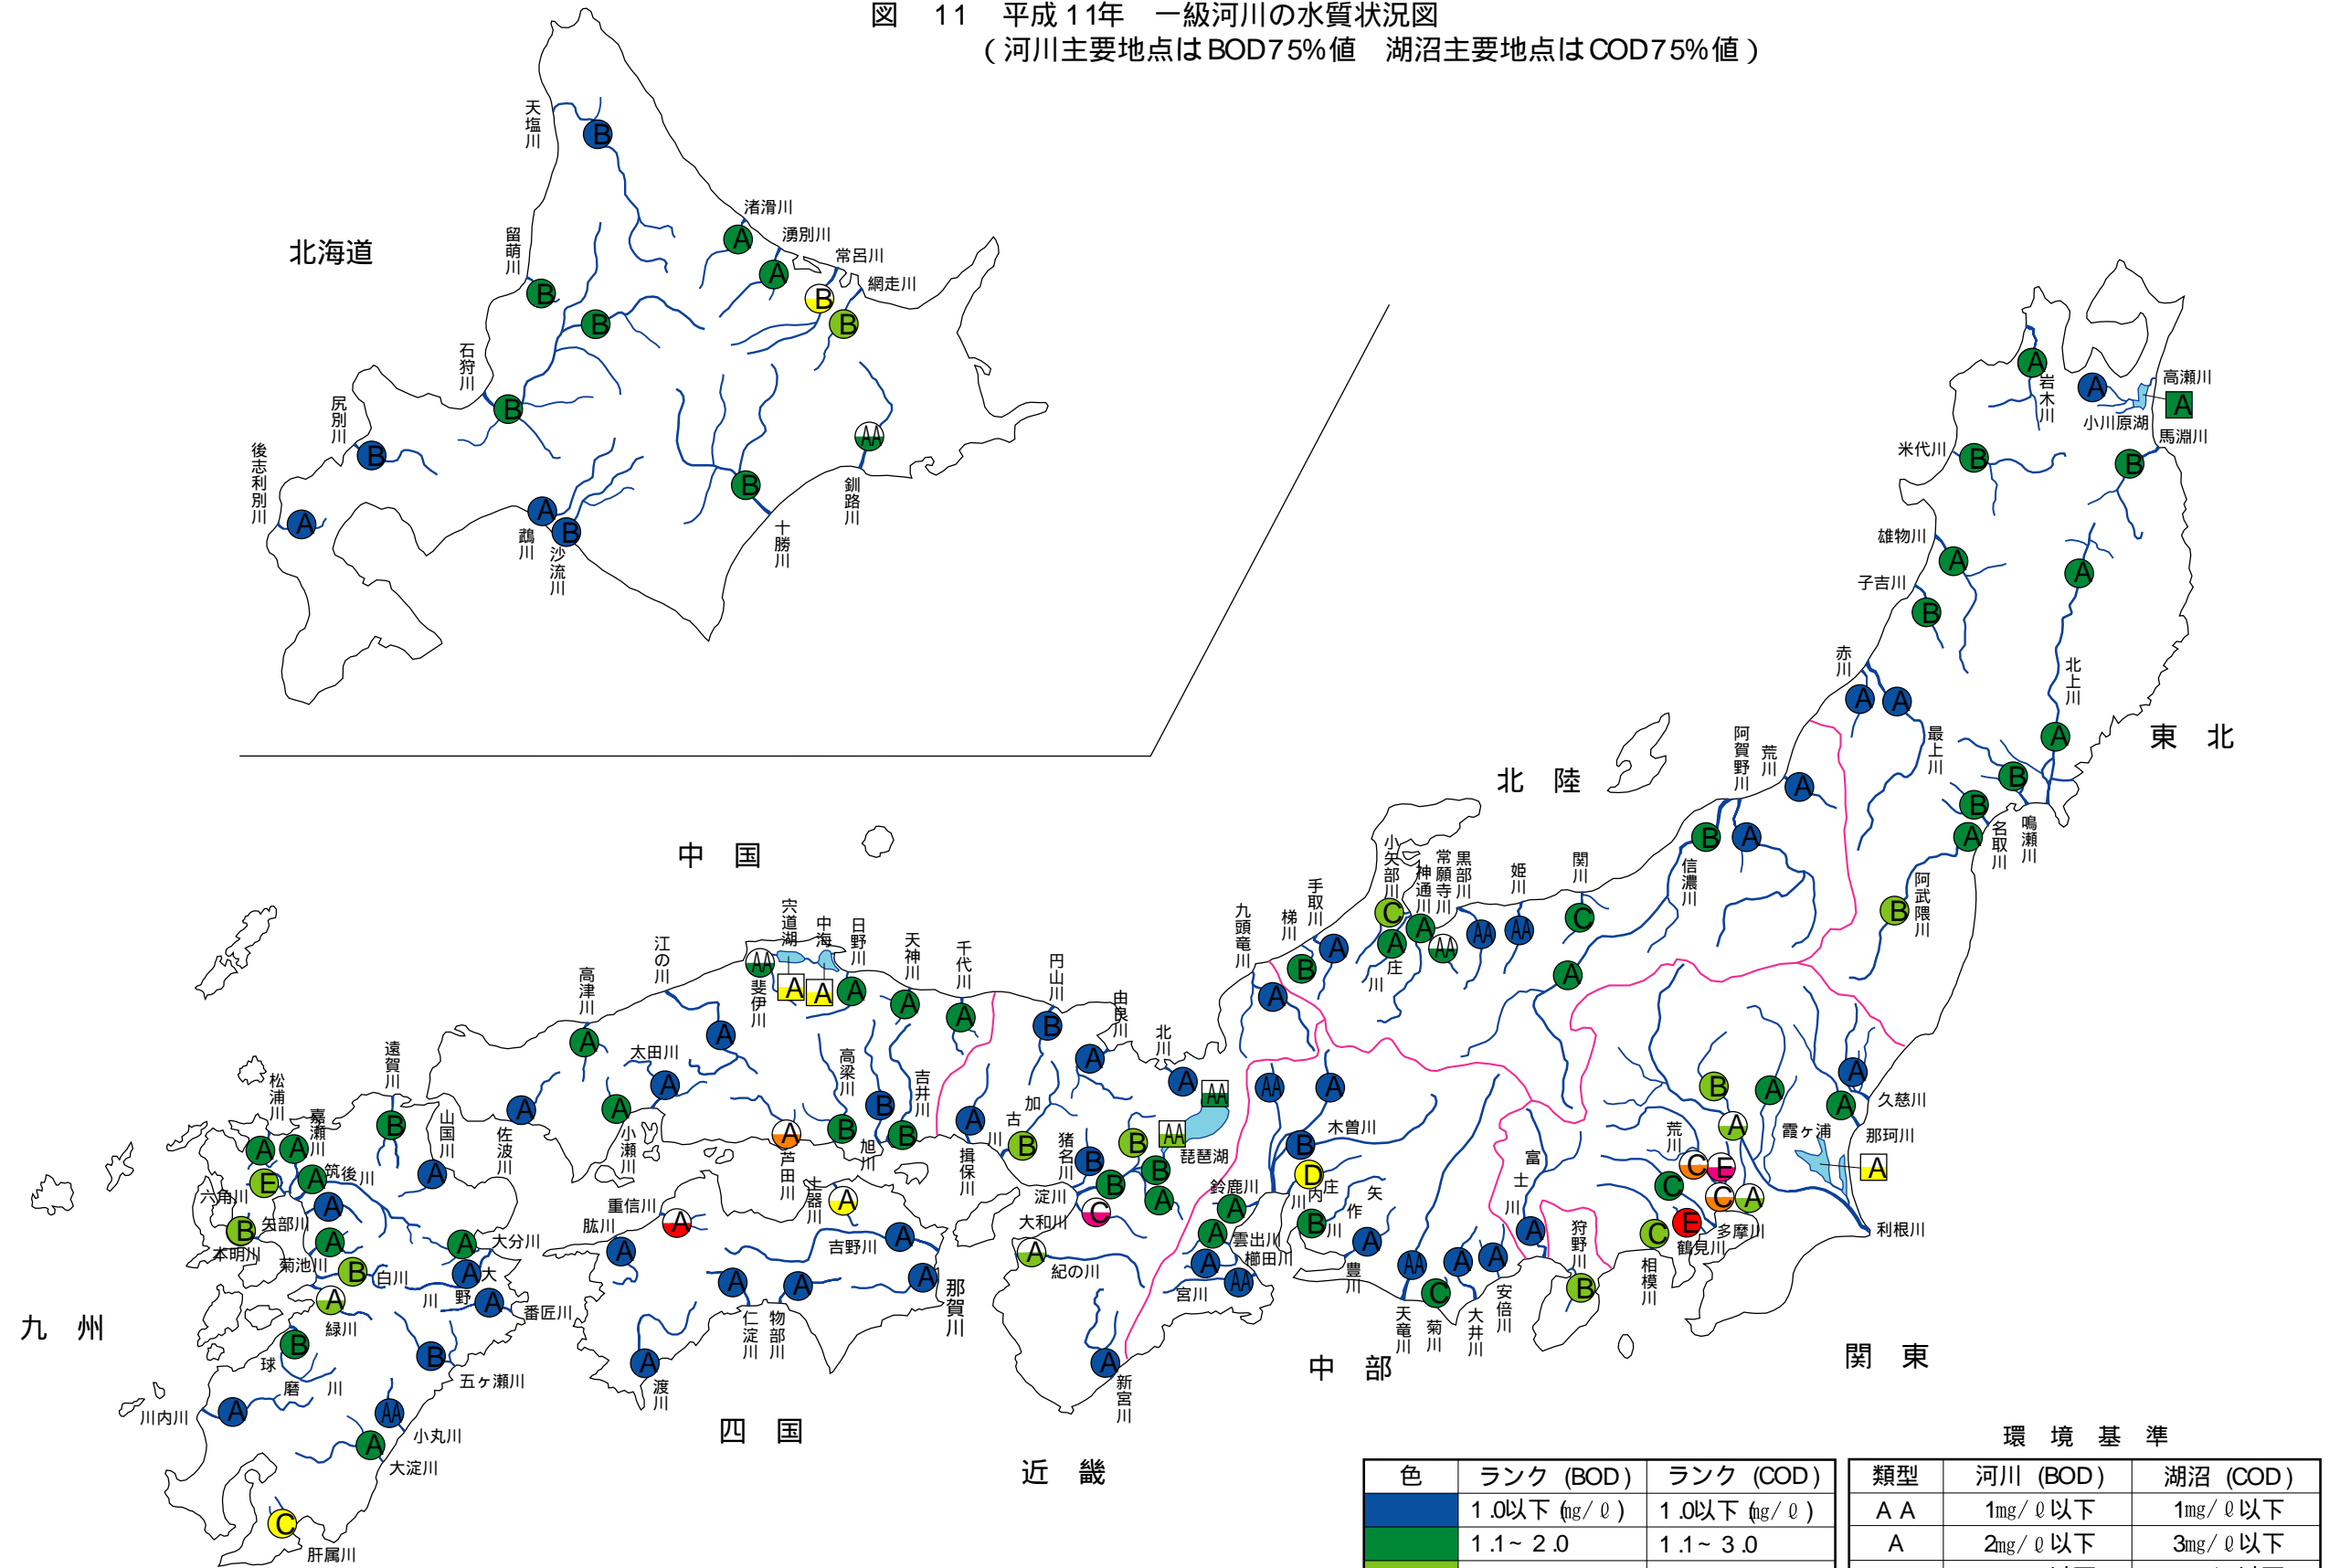 図 11 平成11年 一級河川の水質状況図
(河川主要地点はBOD75%値 湖沼主要地点はCOD75%値)
北海道
天塩川
B
渚滑川
A
湧別川
A
常呂川
B
網走川
B
留萌川
B
B
石狩川
B
尻別川
B
後志利別川
A
鵡川
A
沙流川
B
十勝川
B
釧路川
AA
東 北
岩木川
A
高瀬川
A
小川原湖
A
馬淵川
B
米代川
B
雄物川
A
子吉川
B
北上川
A
A
赤川
A
最上川
A
鳴瀬川
B
名取川
B
A
阿武隈川
B
北 陸
荒川
A
阿賀野川
A
信濃川
B
A
関川
C
姫川
AA
黒部川
AA
常願寺川
AA
神通川
A
庄川
A
小矢部川
C
手取川
A
梯川
B
九頭竜川
A
関 東
久慈川
A
那珂川
A
霞ヶ浦
A
利根川
B
A
A
E
A
荒川
C
C
多摩川
C
鶴見川
E
相模川
C
中 部
狩野川
B
富士川
A
安倍川
A
大井川
A
菊川
C
天竜川
AA
豊川
A
矢作川
B
庄内川
D
木曽川
B
A
AA
鈴鹿川
A
雲出川
A
櫛田川
A
宮川
AA
近 畿
新宮川
A
紀の川
A
大和川
C
淀川
B
B
B
A
琵琶湖
AA
AA
猪名川
B
加古川
B
揖保川
A
円山川
B
由良川
A
北川
A
中 国
千代川
A
天神川
A
日野川
A
中海
A
宍道湖
A
斐伊川
AA
江の川
A
高津川
A
吉井川
B
旭川
B
高梁川
B
芦田川
A
太田川
A
小瀬川
A
佐波川
A
四 国
土器川
A
重信川
A
肱川
A
吉野川
A
那賀川
A
物部川
A
仁淀川
A
渡川
A
九 州
遠賀川
B
山国川
A
松浦川
A
嘉瀬川
A
筑後川
A
六角川
E
矢部川
A
本明川
B
菊池川
A
白川
B
緑川
A
大分川
A
大野川
A
番匠川
A
五ヶ瀬川
B
球磨川
B
川内川
A
小丸川
AA
大淀川
A
肝属川
C
環 境 基 準
色 ランク (BOD) ランク (COD) 類型 河川 (BOD) 湖沼 (COD)
1.0以下 (mg/ℓ) 1.0以下 (mg/ℓ) AA 1mg/ℓ以下 1mg/ℓ以下
1.1~2.0 1.1~3.0 A 2mg/ℓ以下 3mg/ℓ以下